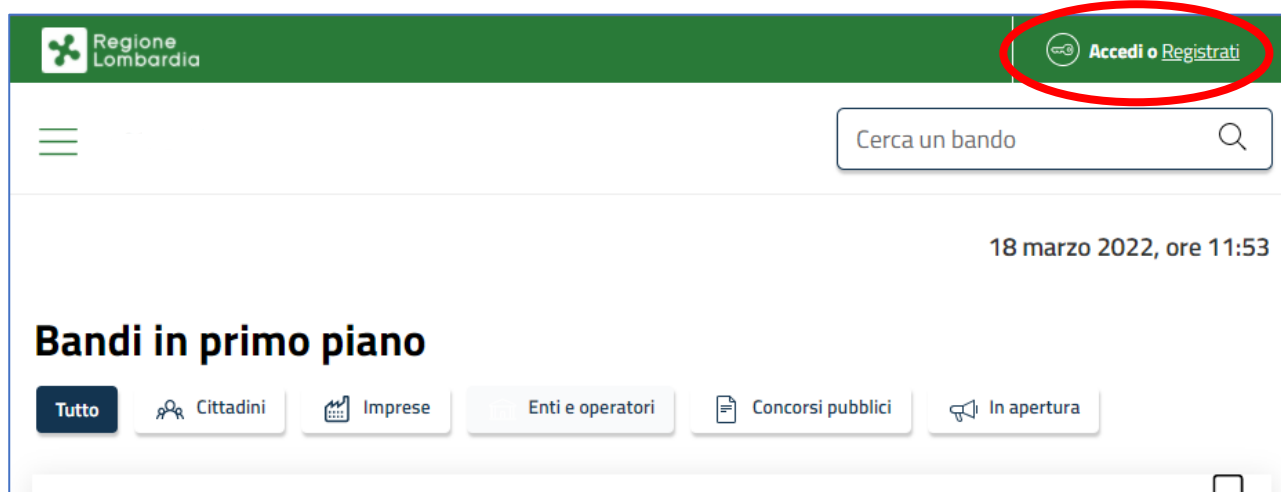 Regione
Lombardia
Accedi o Registrati
Cerca un bando
18 marzo 2022, ore 11:53
Bandi in primo piano
Tutto Cittadini Imprese Enti e operatori Concorsi pubblici In apertura